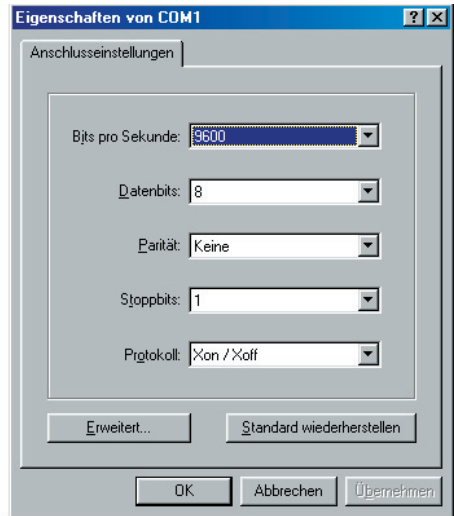 Eigenschaften von COM1
Anschlusseinstellungen
Bits pro Sekunde: 9600
Datenbits: 8
Parität: Keine
Stoppbits: 1
Protokoll: Xon / Xoff
Erweitert... Standard wiederherstellen
OK Abbrechen Übernehmen